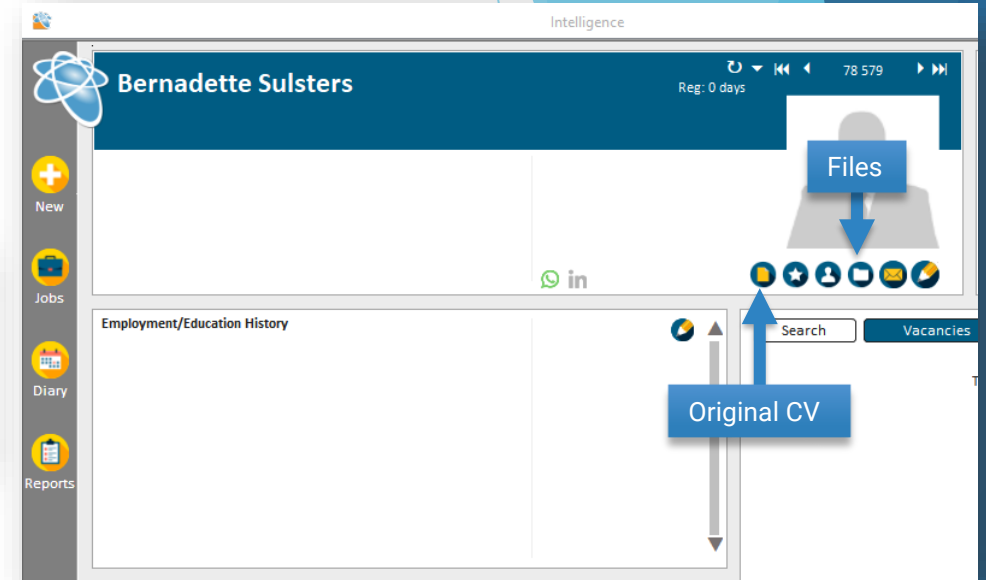 Intelligence
Bernadette Sulsters
78 579
Reg: 0 days
Files
New
Jobs
in
Employment/Education History
Search
Vacancies
T
Diary
Original CV
Reports